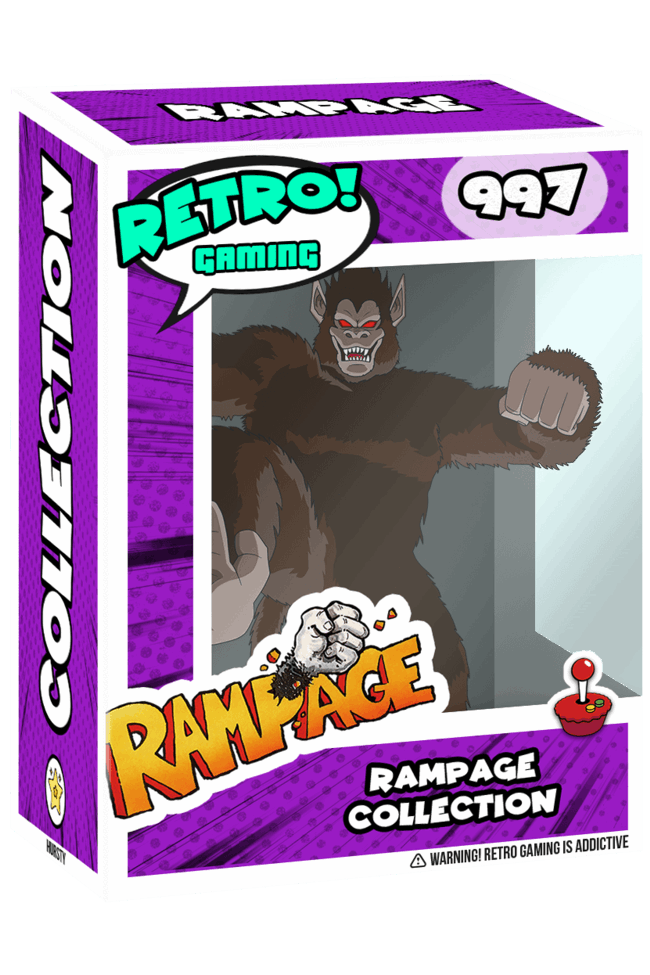 RAMPAGE
COLLECTION
RETRO!
GAMING
997
RAMPAGE
RAMPAGE
COLLECTION
WARNING! RETRO GAMING IS ADDICTIVE
HURSTY